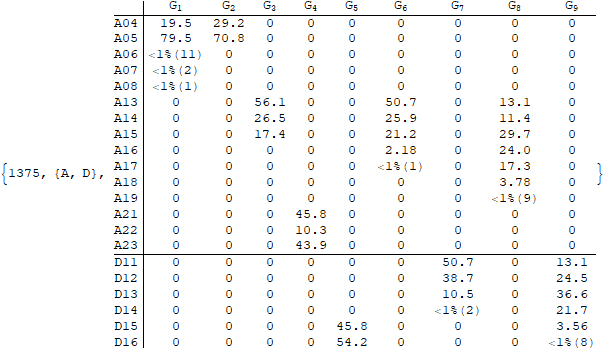 G₁ G₂ G₃ G₄ G₅ G₆ G₇ G₈ G₉
A04 19.5 29.2 0 0 0 0 0 0 0
A05 79.5 70.8 0 0 0 0 0 0 0
A06 <1%(11) 0 0 0 0 0 0 0 0
A07 <1%(2) 0 0 0 0 0 0 0 0
A08 <1%(1) 0 0 0 0 0 0 0 0
A13 0 0 56.1 0 0 50.7 0 13.1 0
A14 0 0 26.5 0 0 25.9 0 11.4 0
A15 0 0 17.4 0 0 21.2 0 29.7 0
A16 0 0 0 0 0 2.18 0 24.0 0
{1375, {A, D}, A17 0 0 0 0 0 <1%(1) 0 17.3 0 }
A18 0 0 0 0 0 0 0 3.78 0
A19 0 0 0 0 0 0 0 <1%(9) 0
A21 0 0 0 45.8 0 0 0 0 0
A22 0 0 0 10.3 0 0 0 0 0
A23 0 0 0 43.9 0 0 0 0 0
D11 0 0 0 0 0 0 50.7 0 13.1
D12 0 0 0 0 0 0 38.7 0 24.5
D13 0 0 0 0 0 0 10.5 0 36.6
D14 0 0 0 0 0 0 <1%(2) 0 21.7
D15 0 0 0 0 45.8 0 0 0 3.56
D16 0 0 0 0 54.2 0 0 0 <1%(8)